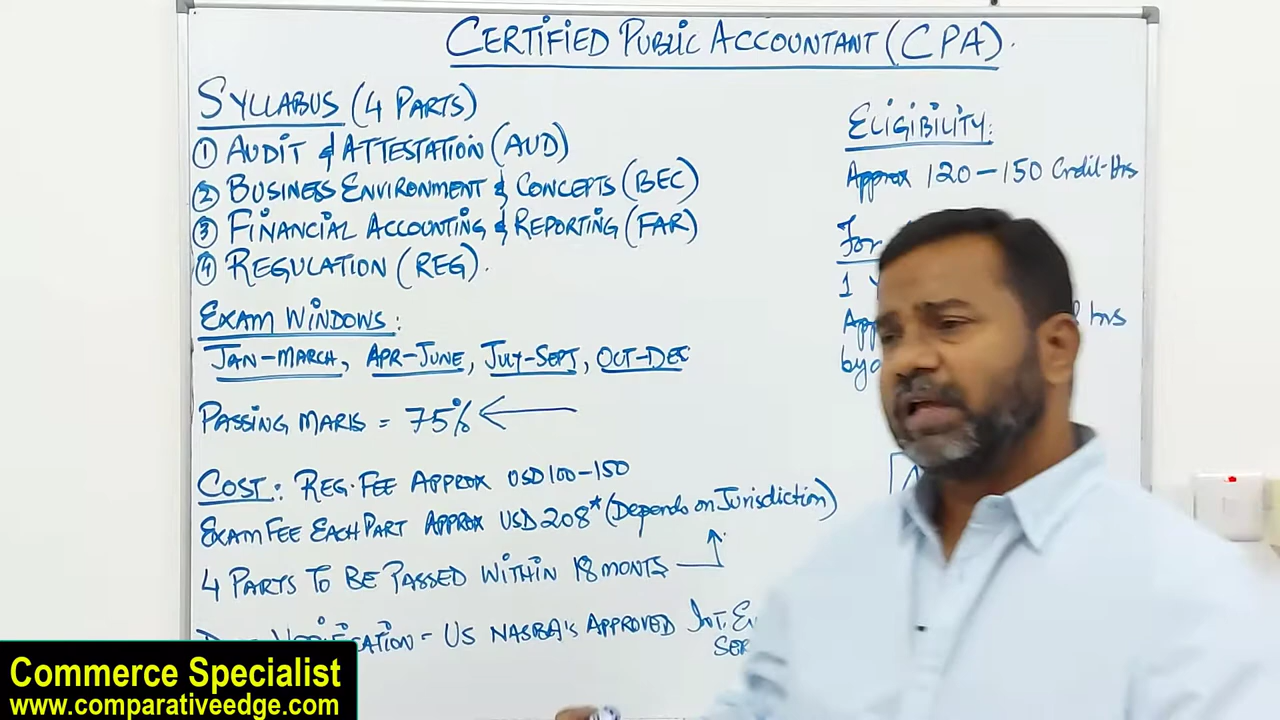 CERTIFIED PUBLIC ACCOUNTANT (CPA).
SYLLABUS (4 PARTS)
① AUDIT & ATTESTATION (AUD)
② BUSINESS ENVIRONMENT & CONCEPTS (BEC)
③ FINANCIAL ACCOUNTING & REPORTING (FAR)
④ REGULATION (REG).
EXAM WINDOWS:
JAN-MARCH, APR-JUNE, JULY-SEPT, OCT-DEC
PASSING MARKS = 75%
COST: REG. FEE APPROX USD 100-150
EXAM FEE EACH PART APPROX USD 208* (Depends on Jurisdiction)
4 PARTS TO BE PASSED WITHIN 18 MONTS
- US NASBA'S APPROVED INT.
ELIGIBILITY:
Approx 120-150 Credit-Hrs
For
1
hrs
Commerce Specialist
www.comparativeedge.com